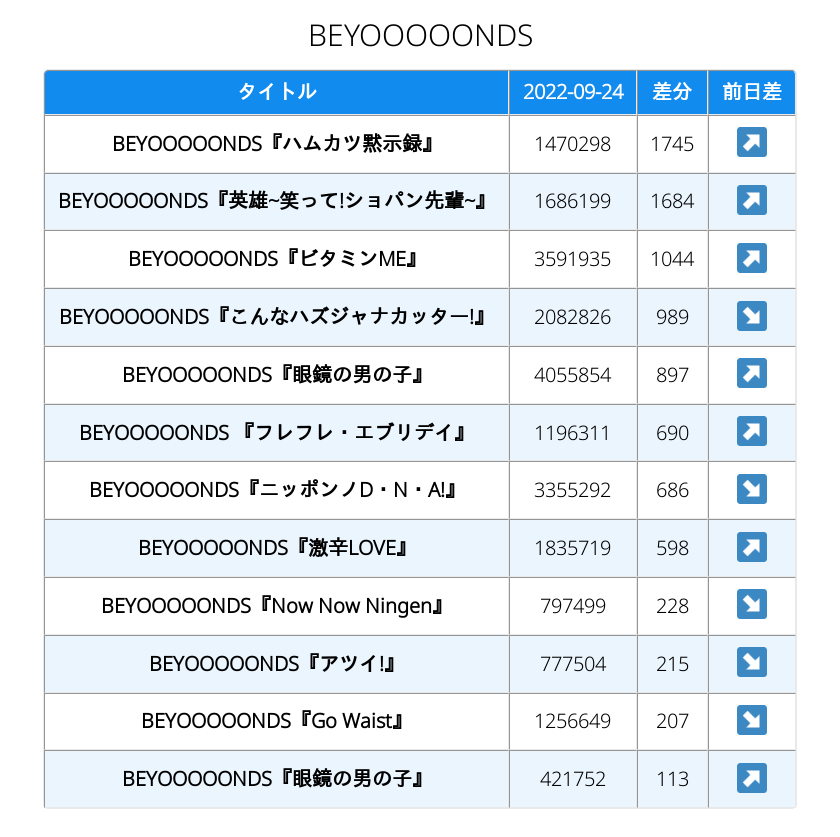 BEYOOOOONDS
タイトル 2022-09-24 差分 前日差
BEYOOOOONDS『ハムカツ黙示録』 1470298 1745 ↗
BEYOOOOONDS『英雄~笑って!ショパン先輩~』 1686199 1684 ↗
BEYOOOOONDS『ビタミンME』 3591935 1044 ↗
BEYOOOOONDS『こんなハズジャナカッター!』 2082826 989 ↘
BEYOOOOONDS『眼鏡の男の子』 4055854 897 ↗
BEYOOOOONDS 『フレフレ・エブリデイ』 1196311 690 ↗
BEYOOOOONDS『ニッポンノD・N・A!』 3355292 686 ↘
BEYOOOOONDS『激辛LOVE』 1835719 598 ↗
BEYOOOOONDS『Now Now Ningen』 797499 228 ↘
BEYOOOOONDS『アツイ!』 777504 215 ↘
BEYOOOOONDS『Go Waist』 1256649 207 ↘
BEYOOOOONDS『眼鏡の男の子』 421752 113 ↗